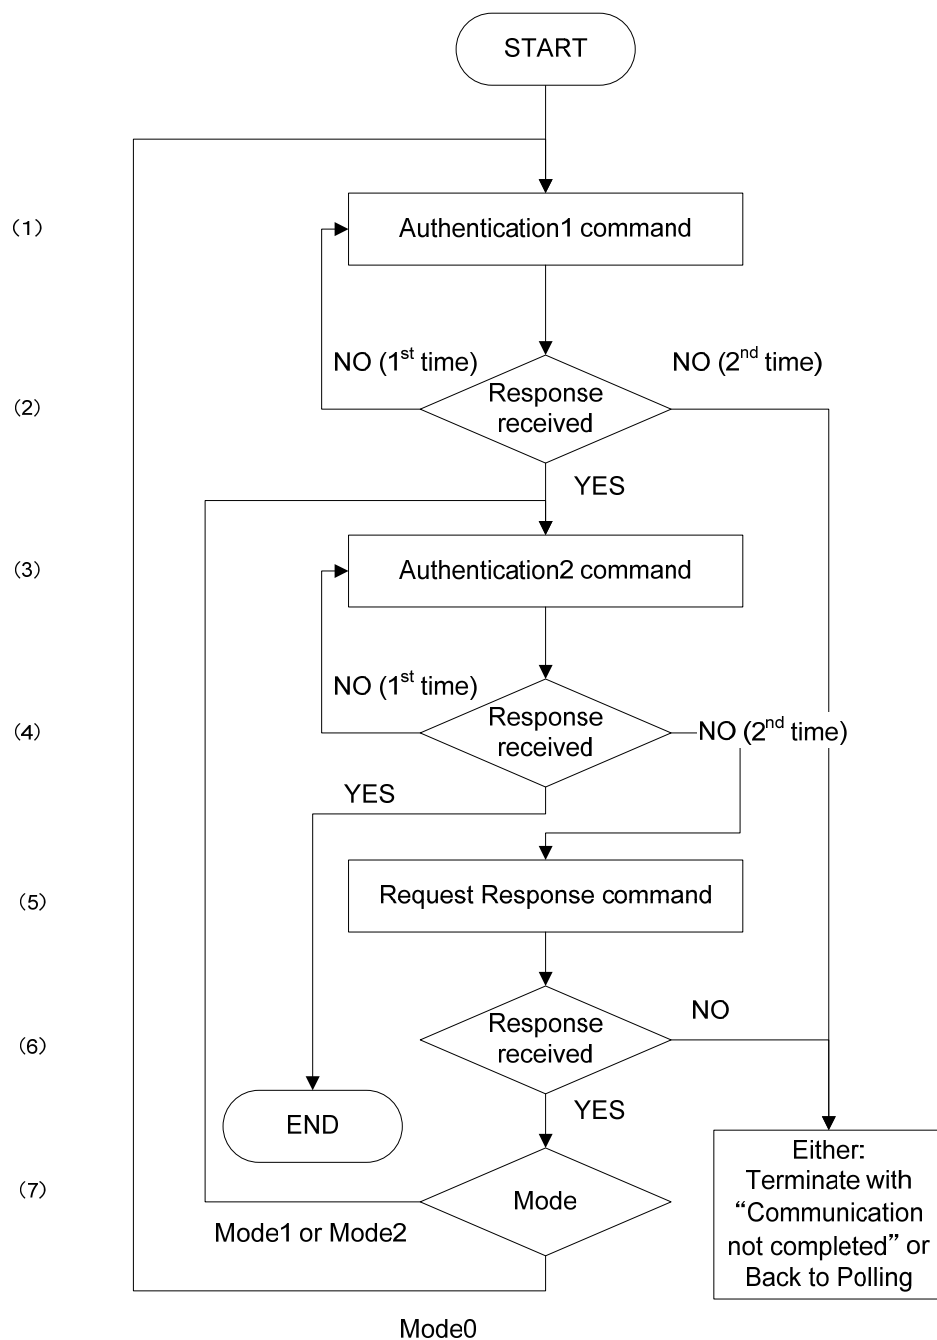 START
(1)
Authentication1 command
NO (1st time)
NO (2nd time)
(2)
Response
received
YES
(3)
Authentication2 command
NO (1st time)
(4)
Response
received
NO (2nd time)
YES
(5)
Request Response command
(6)
Response
received
NO
YES
END
(7)
Mode
Mode1 or Mode2
Either:
Terminate with
“Communication
not completed” or
Back to Polling
Mode0